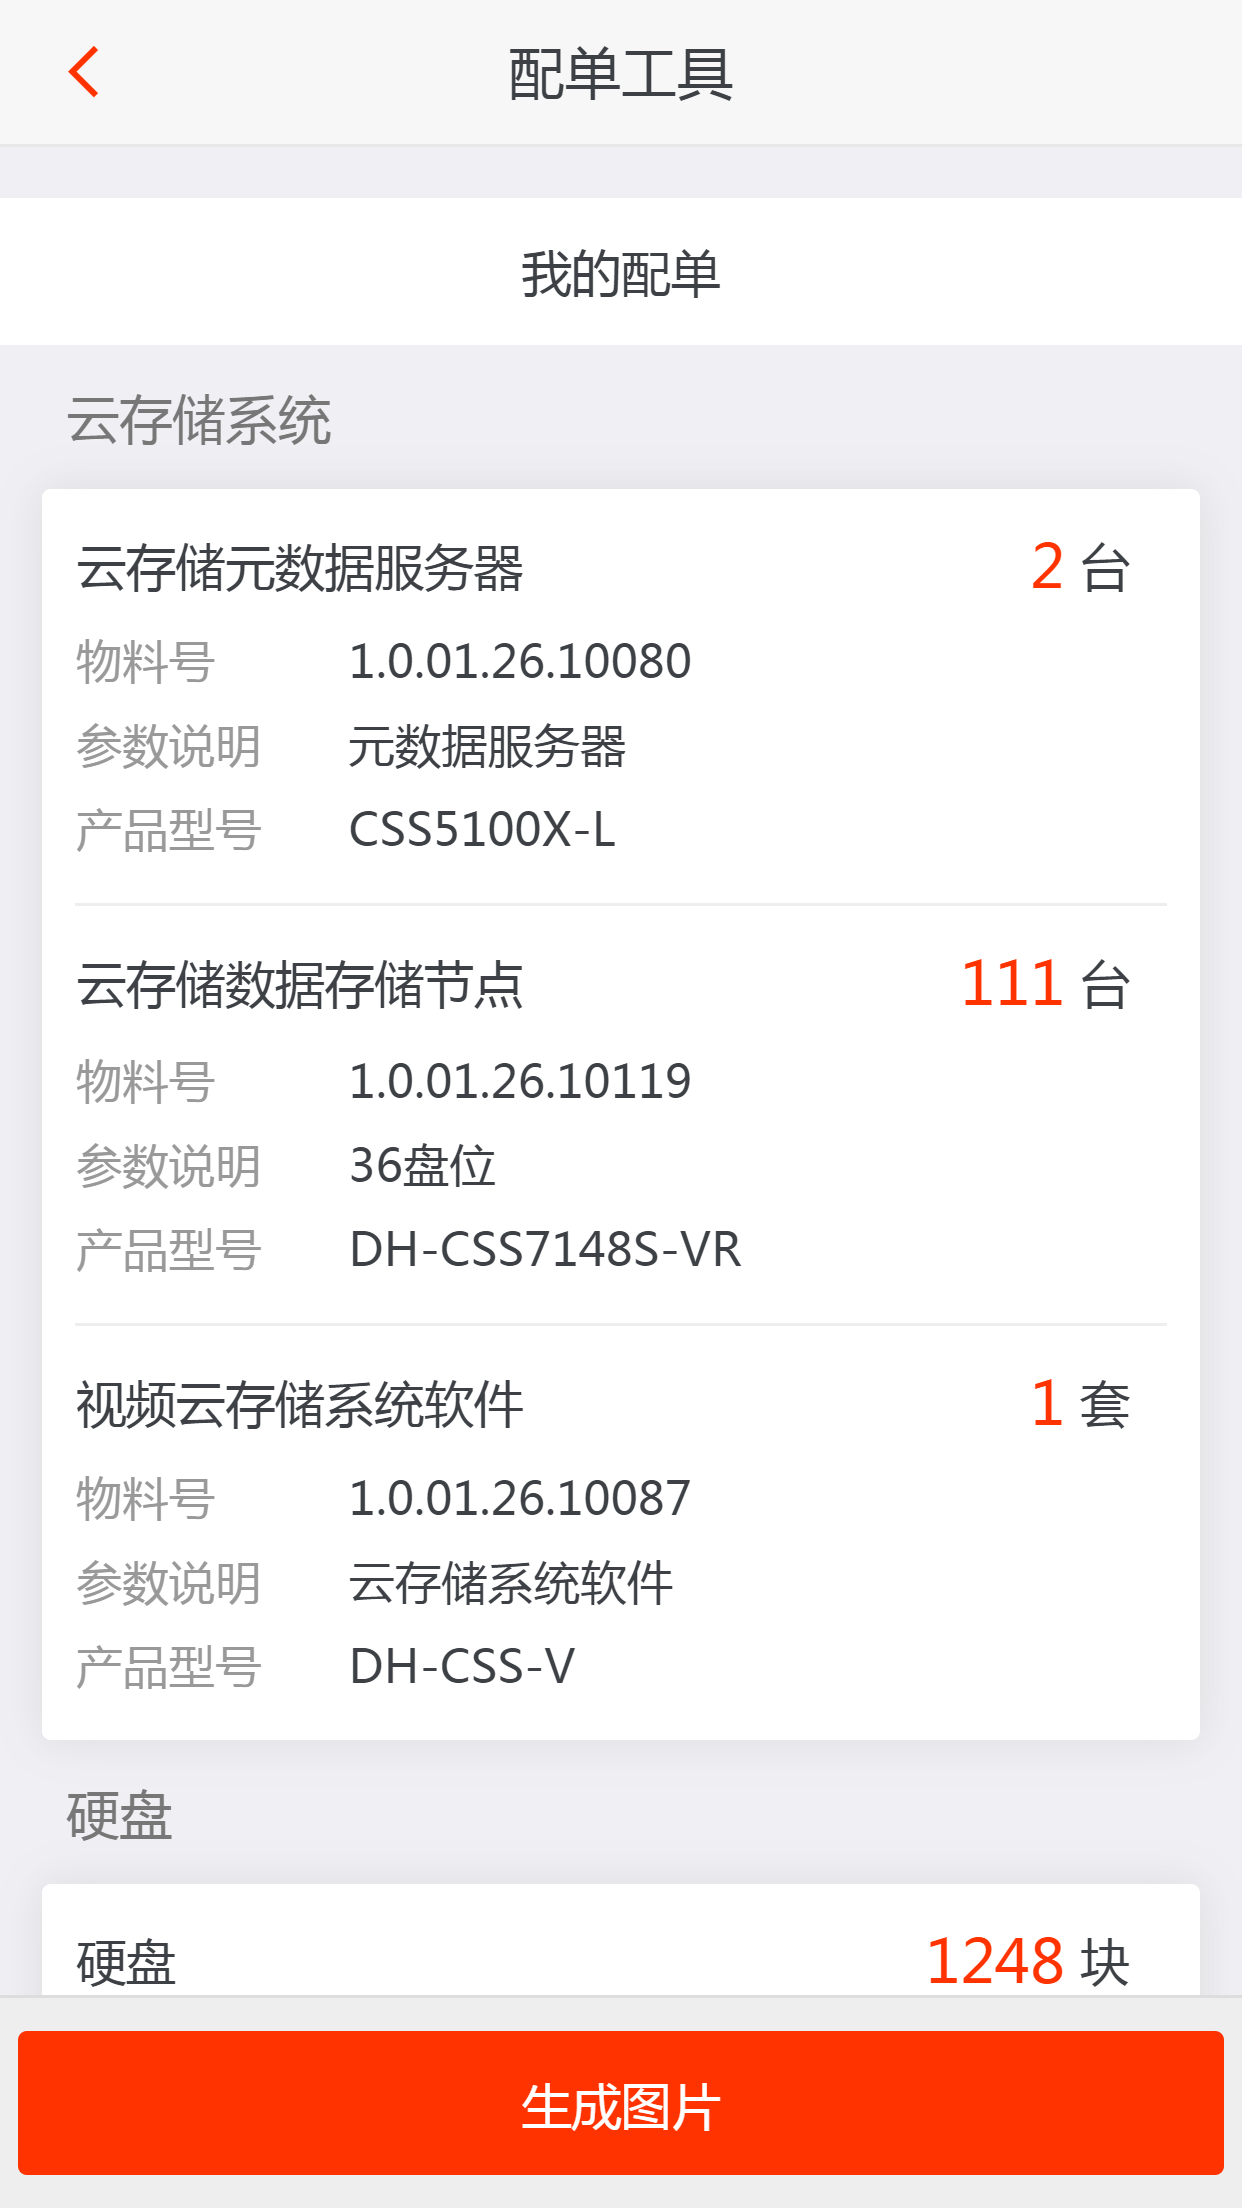 配单工具
我的配单
云存储系统
云存储元数据服务器 2 台
物料号 1.0.01.26.10080
参数说明 元数据服务器
产品型号 CSS5100X-L
云存储数据存储节点 111 台
物料号 1.0.01.26.10119
参数说明 36盘位
产品型号 DH-CSS7148S-VR
视频云存储系统软件 1 套
物料号 1.0.01.26.10087
参数说明 云存储系统软件
产品型号 DH-CSS-V
硬盘
硬盘 1248 块
生成图片